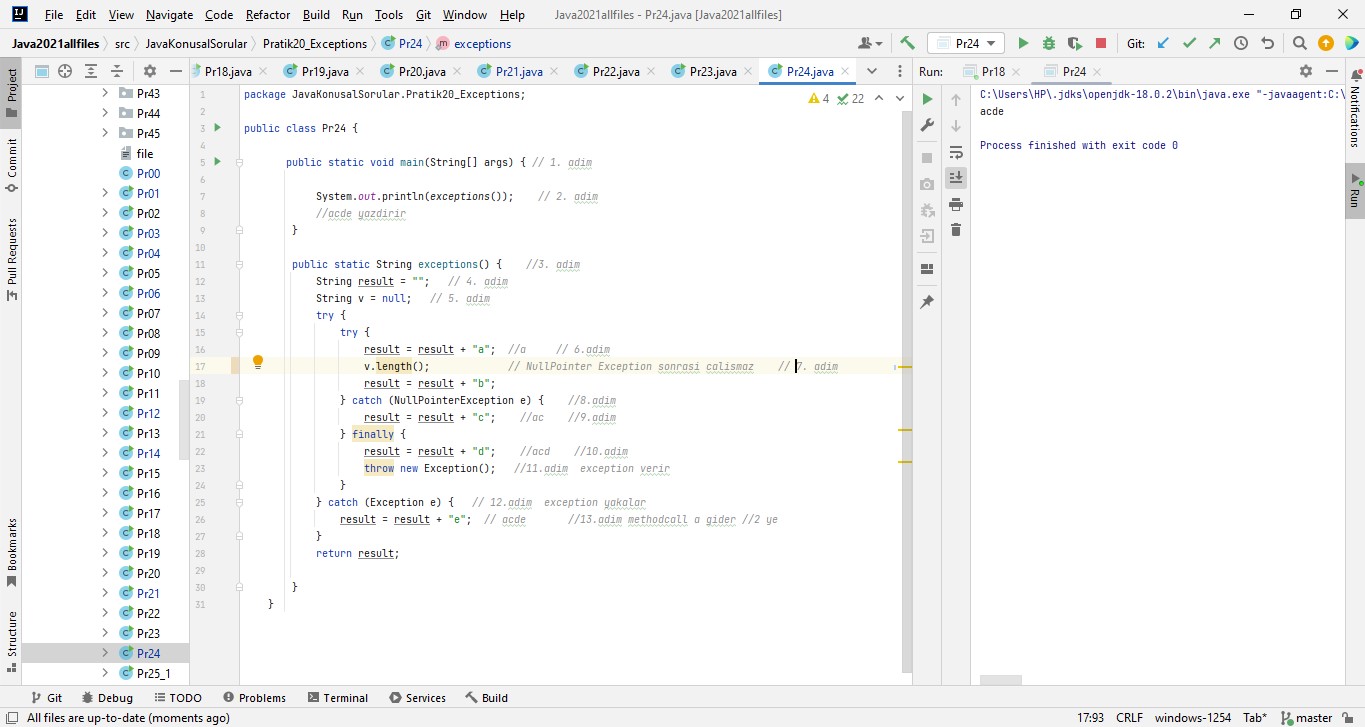 File Edit View Navigate Code Refactor Build Run Tools Git Window Help Java2021allfiles - Pr24.java [Java2021allfiles]
Java2021allfiles src JavaKonusalSorular Pratik20_Exceptions Pr24 exceptions Pr24 Git:
Project
Commit
Pull Requests
Bookmarks
Structure
Pr43
Pr44
Pr45
file
Pr00
Pr01
Pr02
Pr03
Pr04
Pr05
Pr06
Pr07
Pr08
Pr09
Pr10
Pr11
Pr12
Pr13
Pr14
Pr15
Pr16
Pr17
Pr18
Pr19
Pr20
Pr21
Pr22
Pr23
Pr24
Pr25_1
Pr18.java Pr19.java Pr20.java Pr21.java Pr22.java Pr23.java Pr24.java
4 22
1 package JavaKonusalSorular.Pratik20_Exceptions;
2
3 public class Pr24 {
4
5 public static void main(String[] args) { // 1. adim
6
7 System.out.println(exceptions()); // 2. adim
8 //acde yazdirir
9 }
10
11 public static String exceptions() { //3. adim
12 String result = ""; // 4. adim
13 String v = null; // 5. adim
14 try {
15 try {
16 result = result + "a"; //a // 6.adim
17 v.length(); // NullPointer Exception sonrasi calismaz // 7. adim
18 result = result + "b";
19 } catch (NullPointerException e) { //8.adim
20 result = result + "c"; //ac //9.adim
21 } finally {
22 result = result + "d"; //acd //10.adim
23 throw new Exception(); //11.adim exception verir
24 }
25 } catch (Exception e) { // 12.adim exception yakalar
26 result = result + "e"; // acde //13.adim methodcall a gider //2 ye
27 }
28 return result;
29
30 }
31 }
Run: Pr18 Pr24
C:\Users\HP\.jdks\openjdk-18.0.2\bin\java.exe "-javaagent:C:\
acde
Process finished with exit code 0
Notifications
Run
Git Debug TODO Problems Terminal Services Build
All files are up-to-date (moments ago) 17:93 CRLF windows-1254 Tab* master